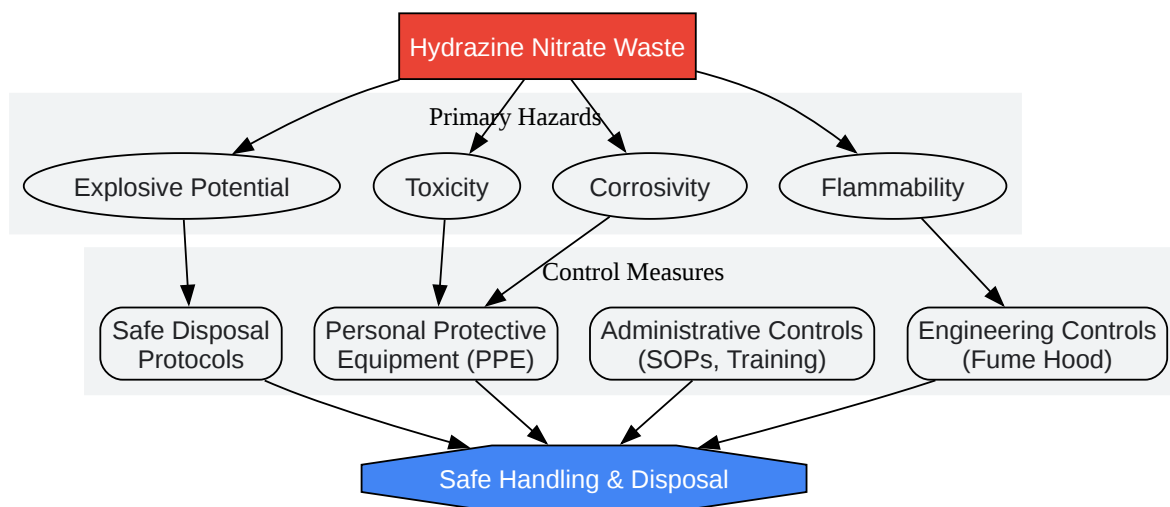 Hydrazine Nitrate Waste
Primary Hazards
Explosive Potential
Toxicity
Corrosivity
Flammability
Control Measures
Safe Disposal
Protocols
Personal Protective
Equipment (PPE)
Administrative Controls
(SOPs, Training)
Engineering Controls
(Fume Hood)
Safe Handling & Disposal